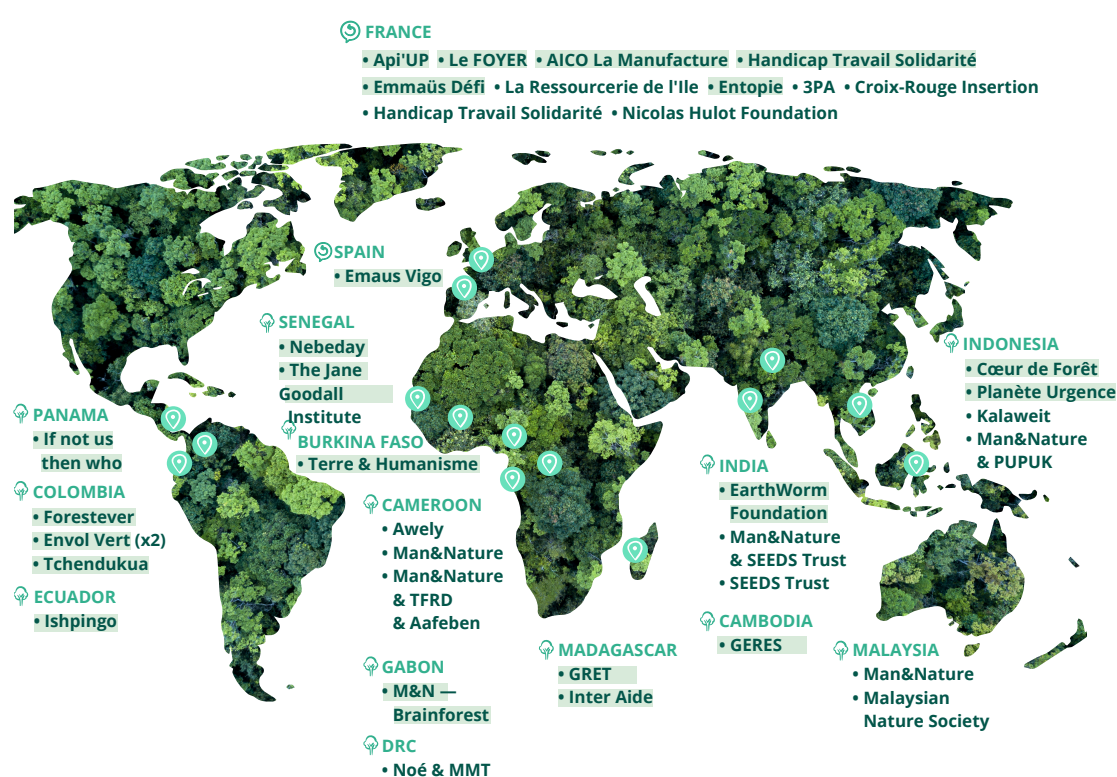 FRANCE
• Api'UP • Le FOYER • AICO La Manufacture • Handicap Travail Solidarité
• Emmaüs Défi • La Ressourcerie de l'Ile • Entopie • 3PA • Croix-Rouge Insertion
• Handicap Travail Solidarité • Nicolas Hulot Foundation
SPAIN
• Emaus Vigo
SENEGAL
• Nebeday
• The Jane
Goodall
Institute
BURKINA FASO
• Terre & Humanisme
PANAMA
• If not us
then who
COLOMBIA
• Forestever
• Envol Vert (x2)
• Tchendukua
ECUADOR
• Ishpingo
CAMEROON
• Awely
• Man&Nature
• Man&Nature
& TFRD
& Aafeben
GABON
• M&N —
Brainforest
DRC
• Noé & MMT
MADAGASCAR
• GRET
• Inter Aide
INDIA
• EarthWorm
Foundation
• Man&Nature
& SEEDS Trust
• SEEDS Trust
CAMBODIA
• GERES
INDONESIA
• Cœur de Forêt
• Planète Urgence
• Kalaweit
• Man&Nature
& PUPUK
MALAYSIA
• Man&Nature
• Malaysian
Nature Society